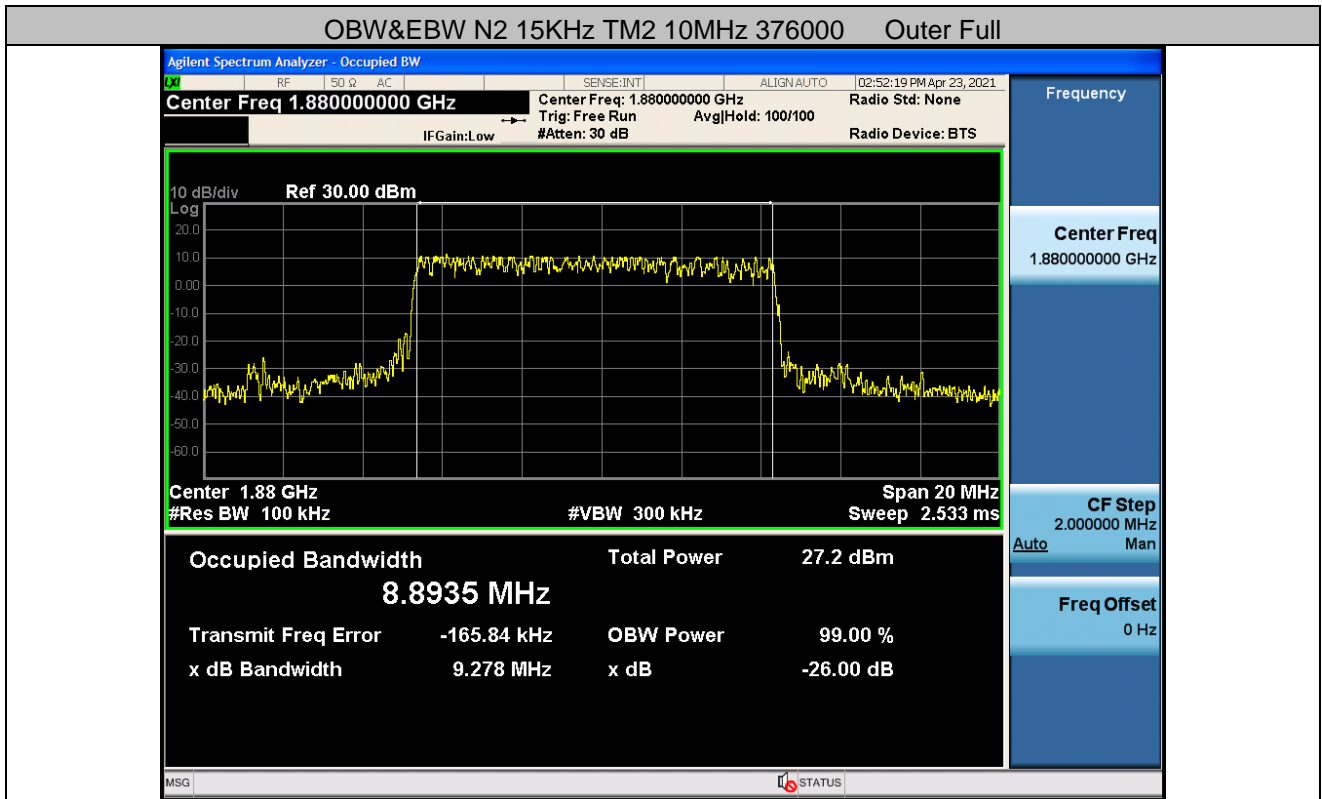 OBW&EBW N2 15KHz TM2 10MHz 376000 Outer Full
Agilent Spectrum Analyzer - Occupied BW
LXI RF 50 Ω AC SENSE:INT ALIGN AUTO 02:52:19 PM Apr 23, 2021
Center Freq 1.880000000 GHz
Center Freq: 1.880000000 GHz Radio Std: None
Trig: Free Run Avg|Hold: 100/100
IFGain:Low #Atten: 30 dB Radio Device: BTS
Frequency
10 dB/div Ref 30.00 dBm
Log
20.0
10.0
0.00
-10.0
-20.0
-30.0
-40.0
-50.0
-60.0
Center 1.88 GHz Span 20 MHz
#Res BW 100 kHz #VBW 300 kHz Sweep 2.533 ms
Center Freq
1.880000000 GHz
CF Step
2.000000 MHz
Auto Man
Freq Offset
0 Hz
Occupied Bandwidth Total Power 27.2 dBm
8.8935 MHz
Transmit Freq Error -165.84 kHz OBW Power 99.00 %
x dB Bandwidth 9.278 MHz x dB -26.00 dB
MSG STATUS